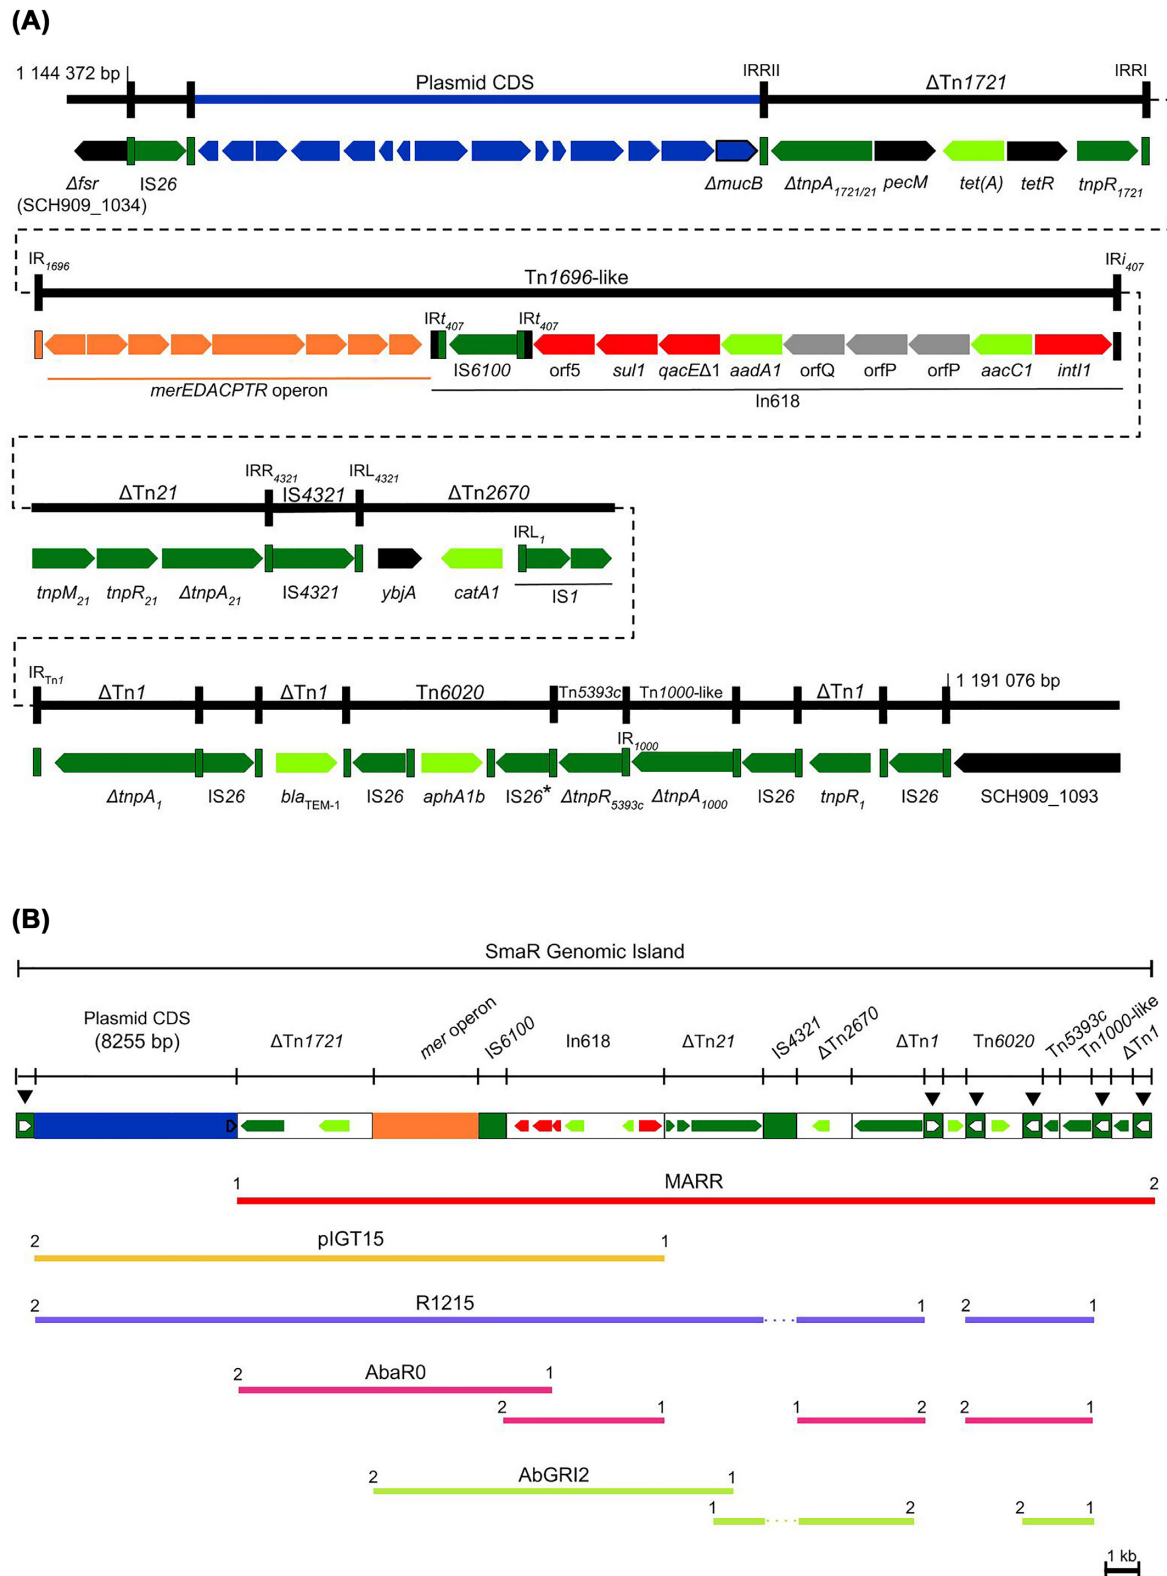 (A)
1 144 372 bp
Plasmid CDS
IRRII
ΔTn1721
IRRI
Δfsr
IS26
ΔmucB
ΔtnpA1721/21
pecM
tet(A)
tetR
tnpR1721
(SCH909_1034)
IR1696
Tn1696-like
IRi407
IRt407
IRt407
IS6100
orf5
sul1
qacEΔ1
aadA1
orfQ
orfP
orfP
aacC1
intI1
merEDACPTR operon
In618
ΔTn21
IRR4321
IS4321
IRL4321
ΔTn2670
IRL1
tnpM21
tnpR21
ΔtnpA21
IS4321
ybjA
catA1
IS1
IRTn1
ΔTn1
ΔTn1
Tn6020
Tn5393c
Tn1000-like
ΔTn1
1 191 076 bp
IR1000
ΔtnpA1
IS26
blaTEM-1
IS26
aphA1b
IS26*
ΔtnpR5393c
ΔtnpA1000
IS26
tnpR1
IS26
SCH909_1093
(B)
SmaR Genomic Island
Plasmid CDS
(8255 bp)
ΔTn1721
mer operon
IS6100
In618
ΔTn21
IS4321
ΔTn2670
ΔTn1
Tn6020
Tn5393c
Tn1000-like
ΔTn1
1 MARR 2
2 pIGT15 1
2 R1215 1 2 1
2 AbaR0 1
2 1 1 2 2 1
2 AbGRI2 1
1 2 2 1
1 kb